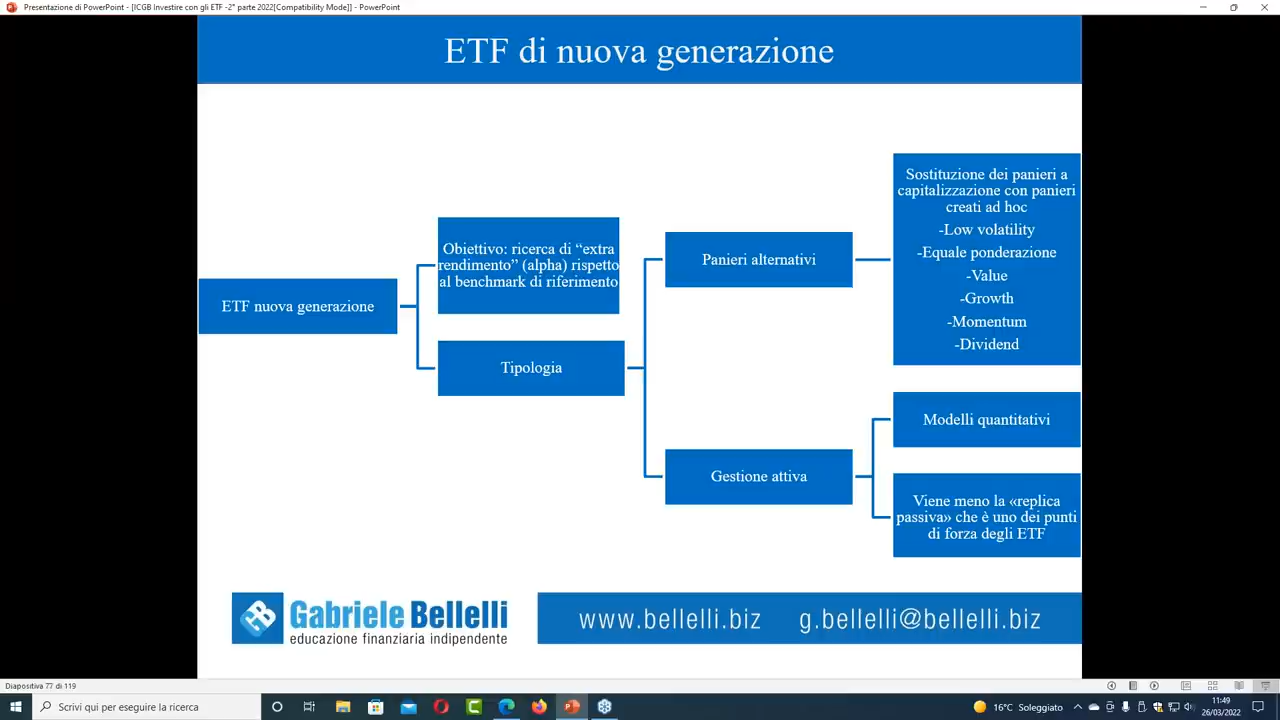 Presentazione di PowerPoint - [ICGB Investire con gli ETF -2° parte 2022[Compatibility Mode]] - PowerPoint
ETF di nuova generazione
ETF nuova generazione
Obiettivo: ricerca di “extra
rendimento” (alpha) rispetto
al benchmark di riferimento
Tipologia
Panieri alternativi
Sostituzione dei panieri a
capitalizzazione con panieri
creati ad hoc
-Low volatility
-Equale ponderazione
-Value
-Growth
-Momentum
-Dividend
Gestione attiva
Modelli quantitativi
Viene meno la «replica
passiva» che è uno dei punti
di forza degli ETF
Gabriele Bellelli
educazione finanziaria indipendente
www.bellelli.biz g.bellelli@bellelli.biz
Diapositiva 77 di 119
Scrivi qui per eseguire la ricerca
16°C Soleggiato
11:49
26/03/2022